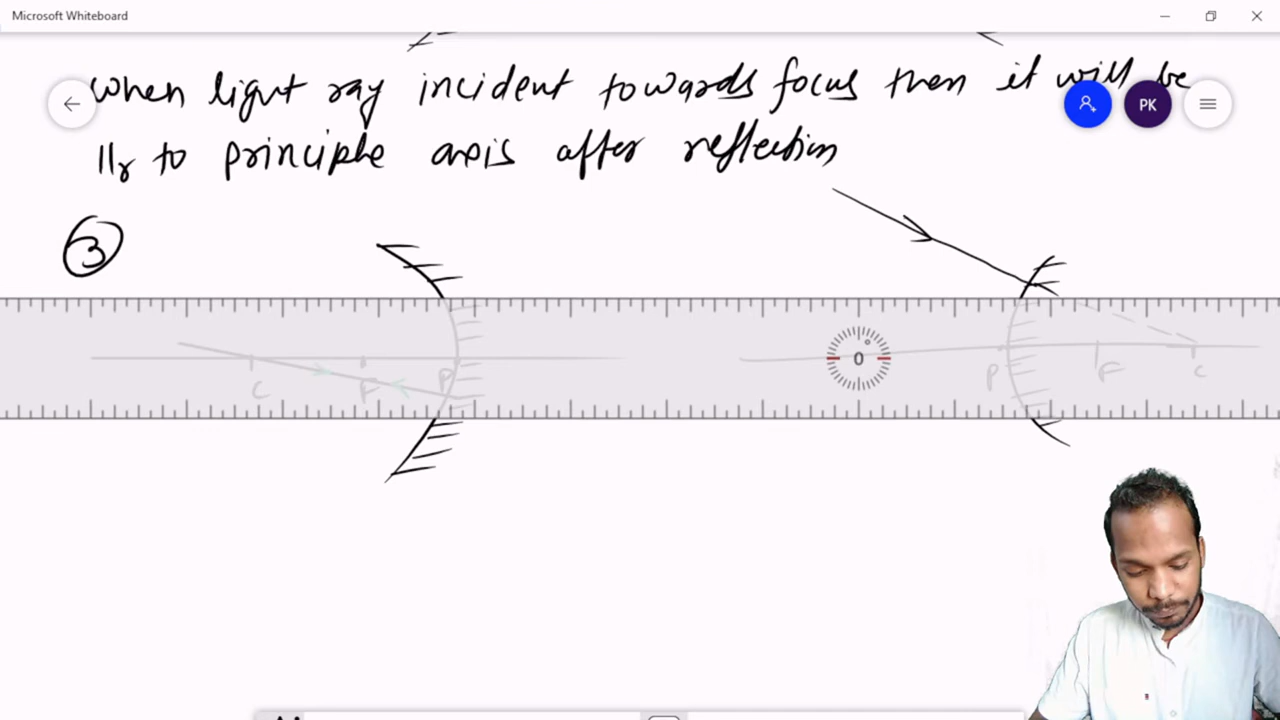 Microsoft Whiteboard
When light ray incident towards focus then it will be
PK
llr to principle axis after reflection
3
C F P
0
P F C